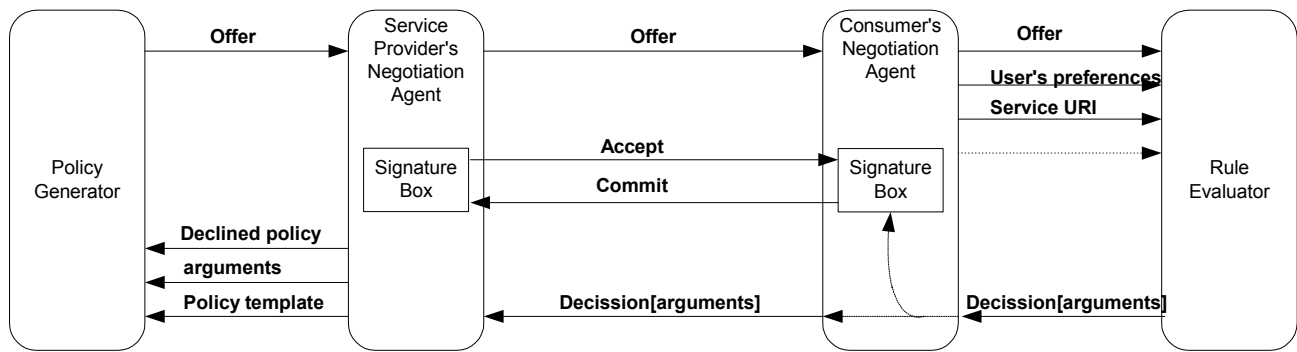 Policy
Generator
Offer
Service
Provider's
Negotiation
Agent
Offer
Consumer's
Negotiation
Agent
Offer
User's preferences
Service URI
Rule
Evaluator
Signature
Box
Accept
Commit
Signature
Box
Declined policy
arguments
Policy template
Decission[arguments]
Decission[arguments]